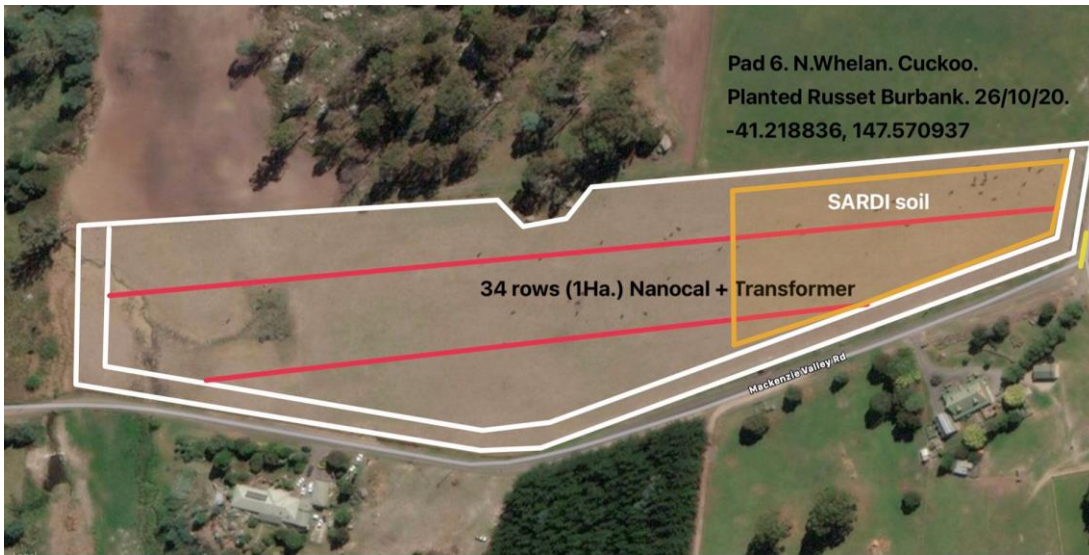 Pad 6. N.Whelan. Cuckoo.
Planted Russet Burbank. 26/10/20.
-41.218836, 147.570937
SARDI soil
34 rows (1Ha.) Nanocal + Transformer
Mackenzie Valley Rd